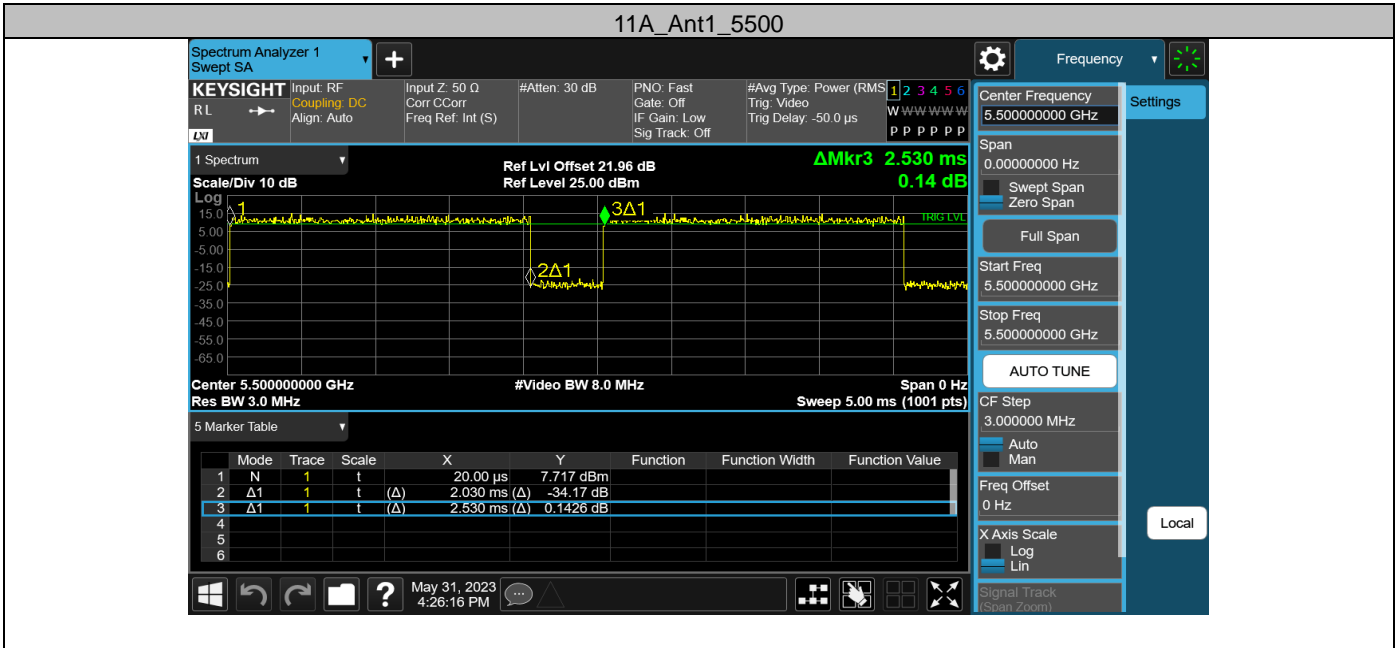 11A_Ant1_5500
Spectrum Analyzer 1
Swept SA
+
Frequency
KEYSIGHT
R L
LXI
Input: RF
Coupling: DC
Align: Auto
Input Z: 50 Ω
Corr CCorr
Freq Ref: Int (S)
#Atten: 30 dB
PNO: Fast
Gate: Off
IF Gain: Low
Sig Track: Off
#Avg Type: Power (RMS
Trig: Video
Trig Delay: -50.0 µs
1 2 3 4 5 6
W W W W W W
P P P P P P
1 Spectrum
Scale/Div 10 dB
Log
Ref Lvl Offset 21.96 dB
Ref Level 25.00 dBm
ΔMkr3 2.530 ms
0.14 dB
15.0
5.00
-5.00
-15.0
-25.0
-35.0
-45.0
-55.0
-65.0
1
2Δ1
3Δ1
TRIG LVL
Center 5.500000000 GHz
#Video BW 8.0 MHz
Span 0 Hz
Res BW 3.0 MHz
Sweep 5.00 ms (1001 pts)
5 Marker Table
Mode Trace Scale X Y Function Function Width Function Value
1 N 1 t 20.00 µs 7.717 dBm
2 Δ1 1 t (Δ) 2.030 ms (Δ) -34.17 dB
3 Δ1 1 t (Δ) 2.530 ms (Δ) 0.1426 dB
4
5
6
?
May 31, 2023
4:26:16 PM
Center Frequency
5.500000000 GHz
Settings
Span
0.00000000 Hz
Swept Span
Zero Span
Full Span
Start Freq
5.500000000 GHz
Stop Freq
5.500000000 GHz
AUTO TUNE
CF Step
3.000000 MHz
Auto
Man
Freq Offset
0 Hz
Local
X Axis Scale
Log
Lin
Signal Track
(Span Zoom)